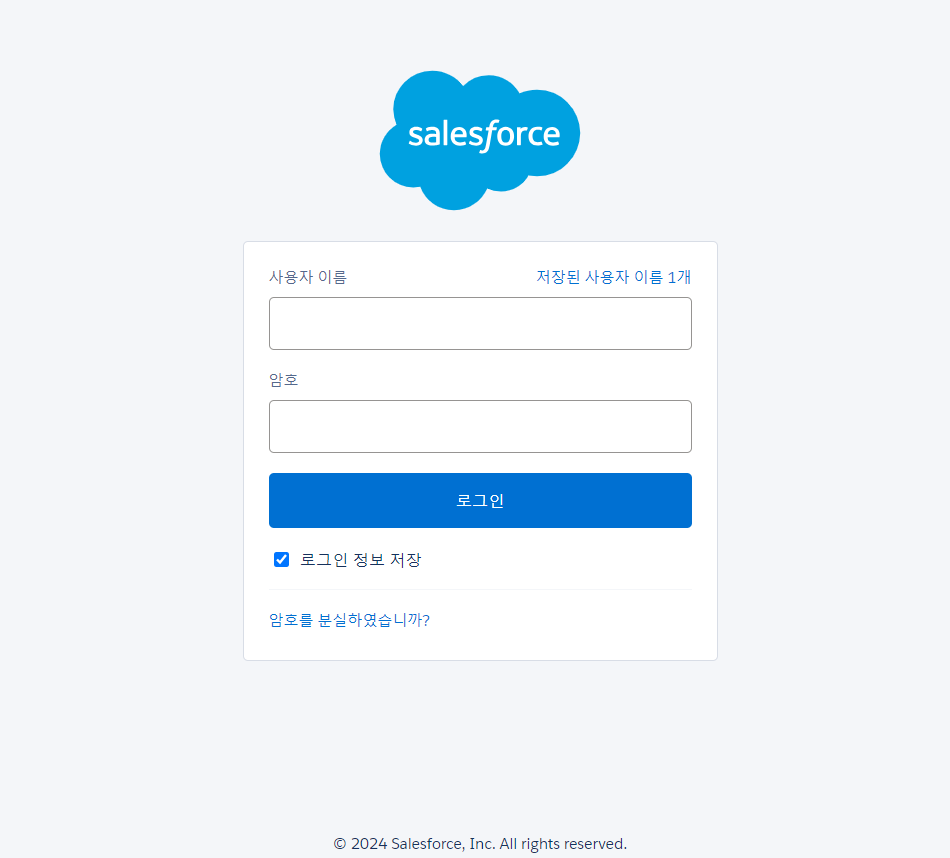 salesforce
사용자 이름 저장된 사용자 이름 1개
암호
로그인
로그인 정보 저장
암호를 분실하였습니까?
© 2024 Salesforce, Inc. All rights reserved.